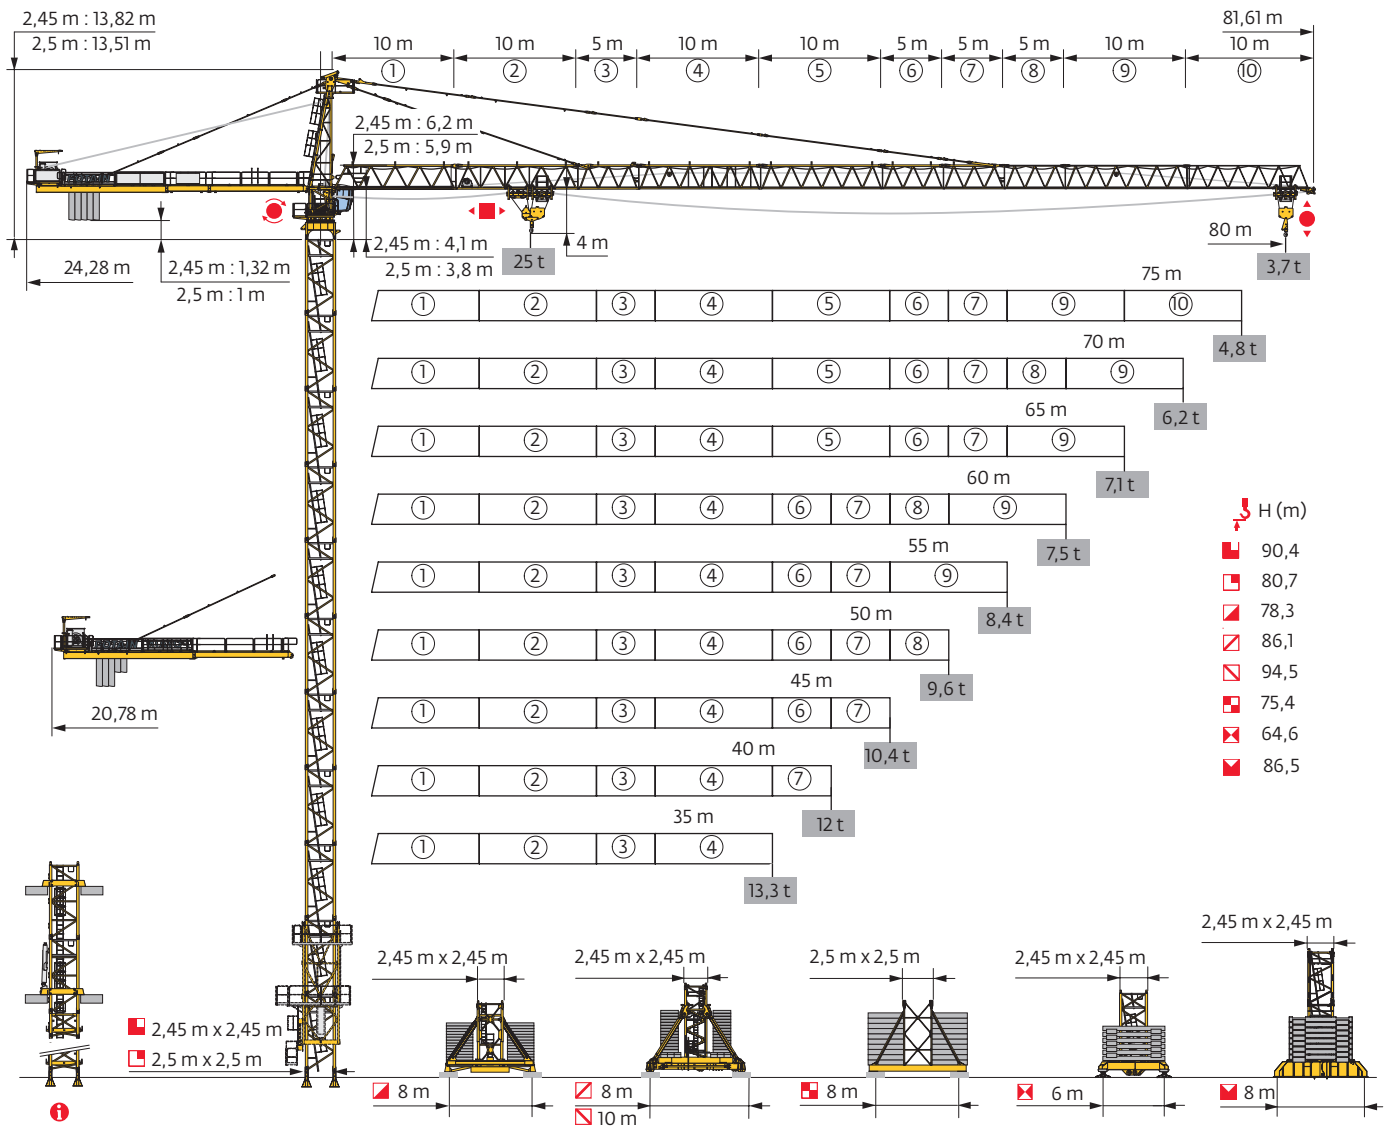 2,45 m : 13,82 m
2,5 m : 13,51 m
81,61 m
10 m 10 m 5 m 10 m 10 m 5 m 5 m 5 m 10 m 10 m
① ② ③ ④ ⑤ ⑥ ⑦ ⑧ ⑨ ⑩
2,45 m : 6,2 m
2,5 m : 5,9 m
2,45 m : 4,1 m
2,5 m : 3,8 m
4 m
25 t
80 m
3,7 t
24,28 m
2,45 m : 1,32 m
2,5 m : 1 m
75 m
① ② ③ ④ ⑤ ⑥ ⑦ ⑨ ⑩
4,8 t
70 m
① ② ③ ④ ⑤ ⑥ ⑦ ⑧ ⑨
6,2 t
65 m
① ② ③ ④ ⑤ ⑥ ⑦ ⑨
7,1 t
60 m
① ② ③ ④ ⑥ ⑦ ⑧ ⑨
7,5 t
55 m
① ② ③ ④ ⑥ ⑦ ⑨
8,4 t
50 m
① ② ③ ④ ⑥ ⑦ ⑧
9,6 t
45 m
① ② ③ ④ ⑥ ⑦
10,4 t
40 m
① ② ③ ④ ⑦
12 t
35 m
① ② ③ ④
13,3 t
H (m)
90,4
80,7
78,3
86,1
94,5
75,4
64,6
86,5
20,78 m
2,45 m x 2,45 m
2,5 m x 2,5 m
i
2,45 m x 2,45 m
8 m
2,45 m x 2,45 m
8 m
10 m
2,5 m x 2,5 m
8 m
2,45 m x 2,45 m
6 m
2,45 m x 2,45 m
8 m